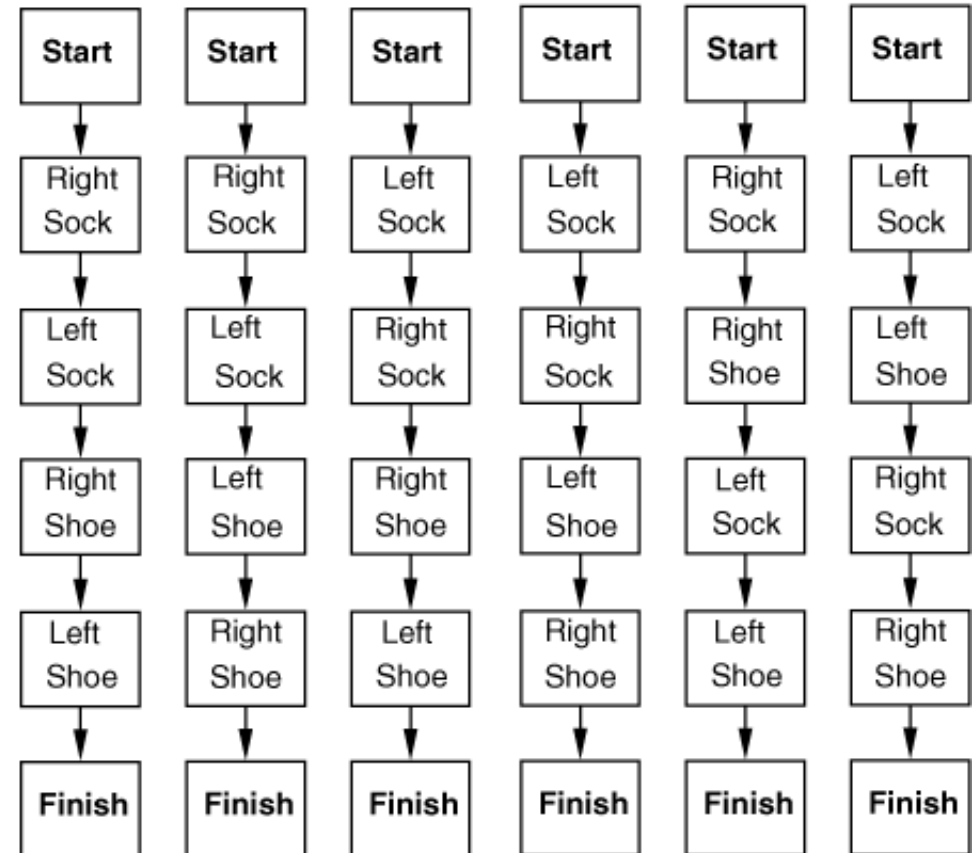 Start Start Start Start Start Start
Right Right Left Left Right Left
Sock Sock Sock Sock Sock Sock
Left Left Right Right Right Left
Sock Sock Sock Sock Shoe Shoe
Right Left Right Left Left Right
Shoe Shoe Shoe Shoe Sock Sock
Left Right Left Right Left Right
Shoe Shoe Shoe Shoe Shoe Shoe
Finish Finish Finish Finish Finish Finish